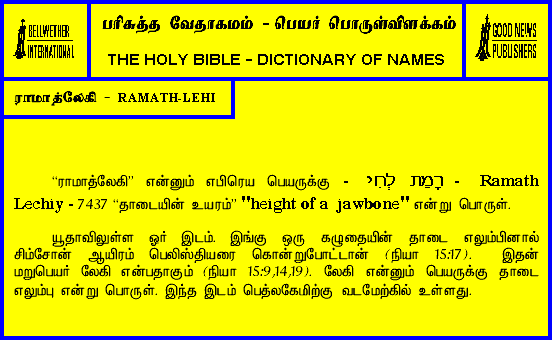 BELLWETHER
INTERNATIONAL
பரிசுத்த வேதாகமம் - பெயர் பொருள்விளக்கம்
THE HOLY BIBLE - DICTIONARY OF NAMES
GOOD NEWS
PUBLISHERS
ராமாத்லேகி - RAMATH-LEHI
“ராமாத்லேகி” என்னும் எபிரெய பெயருக்கு - רָמַת לְחִי - Ramath
Lechiy - 7437 “தாடையின் உயரம்” "height of a jawbone" என்று பொருள்.
யூதாவிலுள்ள ஓர் இடம். இங்கு ஒரு கழுதையின் தாடை எலும்பினால்
சிம்சோன் ஆயிரம் பெலிஸ்தியரை கொன்றுபோட்டான் (நியா 15:17). இதன்
மறுபெயர் லேகி என்பதாகும் (நியா 15:9,14,19). லேகி என்னும் பெயருக்கு தாடை
எலும்பு என்று பொருள். இந்த இடம் பெத்லகேமிற்கு வடமேற்கில் உள்ளது.